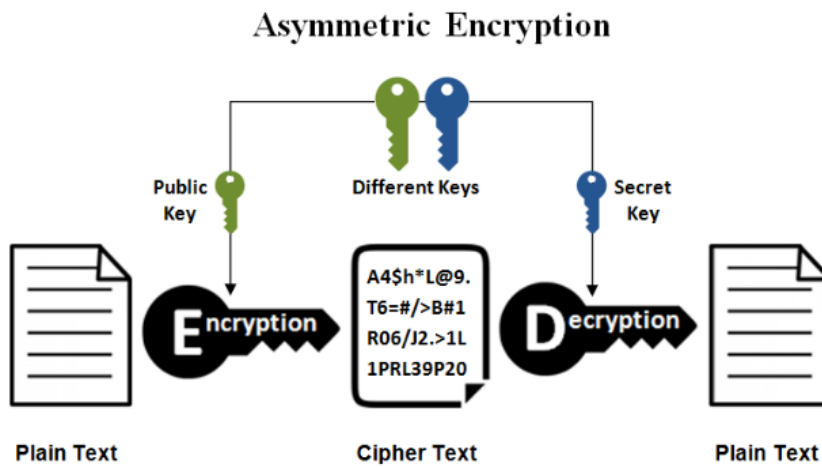 Asymmetric Encryption
Public
Key
Different Keys
Secret
Key
Encryption
A4$h*L@9.
T6=#/>B#1
R06/J2.>1L
1PRL39P20
Decryption
Plain Text
Cipher Text
Plain Text